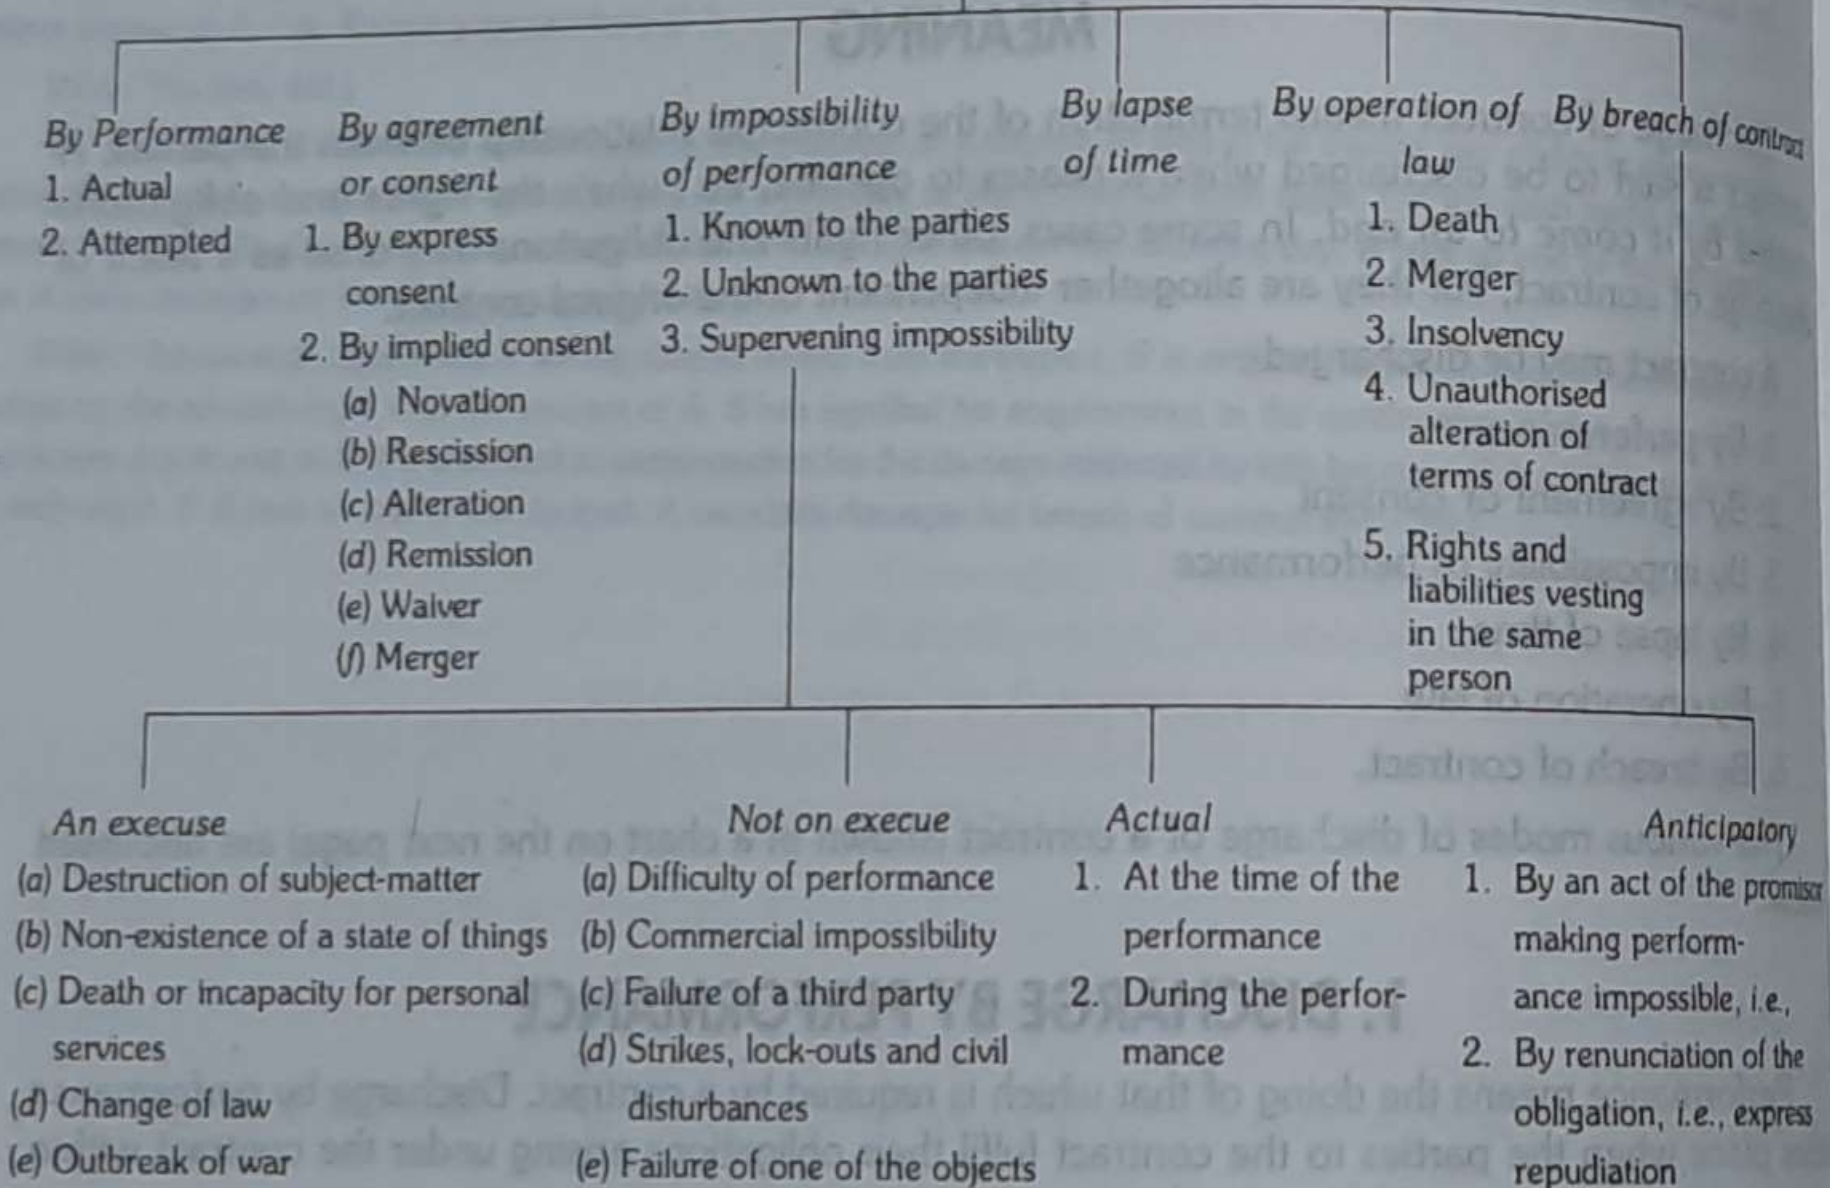 By Performance
1. Actual
2. Attempted
By agreement
or consent
1. By express
consent
2. By implied consent
(a) Novation
(b) Rescission
(c) Alteration
(d) Remission
(e) Waiver
(f) Merger
By impossibility
of performance
1. Known to the parties
2. Unknown to the parties
3. Supervening impossibility
By lapse
of time
By operation of
law
1. Death
2. Merger
3. Insolvency
4. Unauthorised
alteration of
terms of contract
5. Rights and
liabilities vesting
in the same
person
By breach of contract
An execuse
(a) Destruction of subject-matter
(b) Non-existence of a state of things
(c) Death or incapacity for personal
services
(d) Change of law
(e) Outbreak of war
Not on execue
(a) Difficulty of performance
(b) Commercial impossibility
(c) Failure of a third party
(d) Strikes, lock-outs and civil
disturbances
(e) Failure of one of the objects
Actual
1. At the time of the
performance
2. During the perfor-
mance
Anticipatory
1. By an act of the promisor
making perform-
ance impossible, i.e.,
2. By renunciation of the
obligation, i.e., express
repudiation